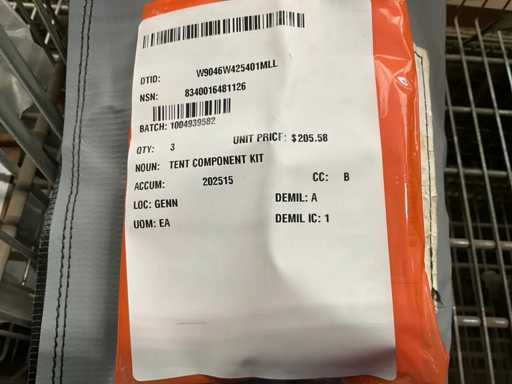 DTID: W9046W425401MLL
NSN: 8340016481126
BATCH: 1004939582
QTY: 3 UNIT PRICE: $205.58
NOUN: TENT COMPONENT KIT
ACCUM: 202515 CC: B
LOC: GENN DEMIL: A
UOM: EA DEMIL IC: 1